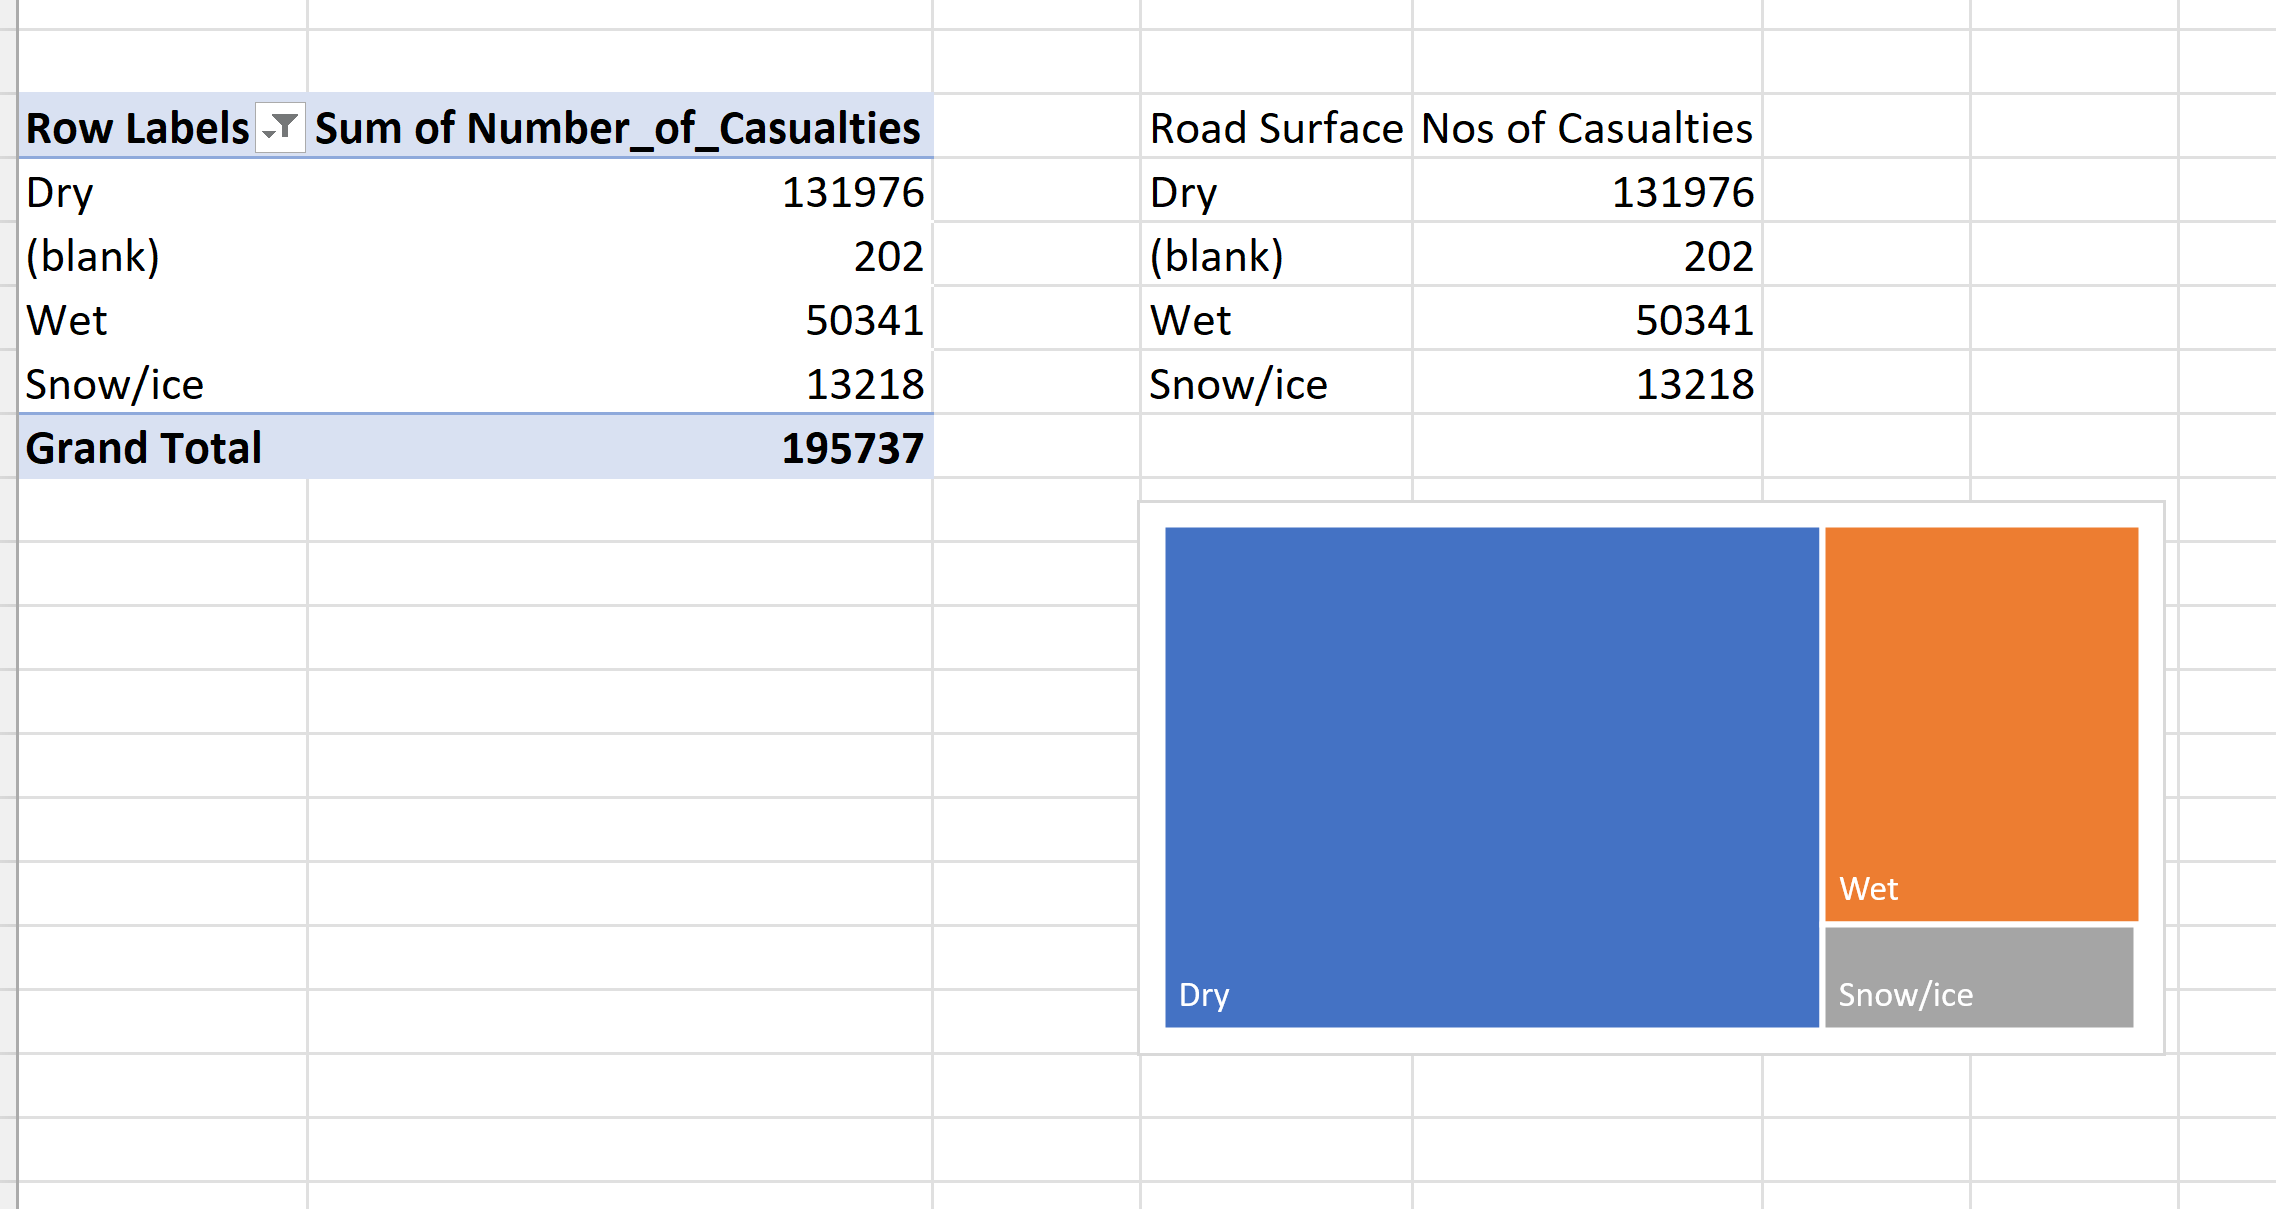 Row Labels Sum of Number_of_Casualties
Dry 131976
(blank) 202
Wet 50341
Snow/ice 13218
Grand Total 195737
Road Surface Nos of Casualties
Dry 131976
(blank) 202
Wet 50341
Snow/ice 13218
Dry
Wet
Snow/ice